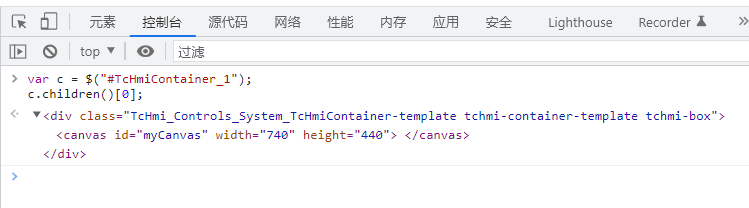 元素 控制台 源代码 网络 性能 内存 应用 安全 Lighthouse Recorder
top 过滤
var c = $("#TcHmiContainer_1");
c.children()[0];
<div class="TcHmi_Controls_System_TcHmiContainer-template tchmi-container-template tchmi-box">
<canvas id="myCanvas" width="740" height="440"> </canvas>
</div>